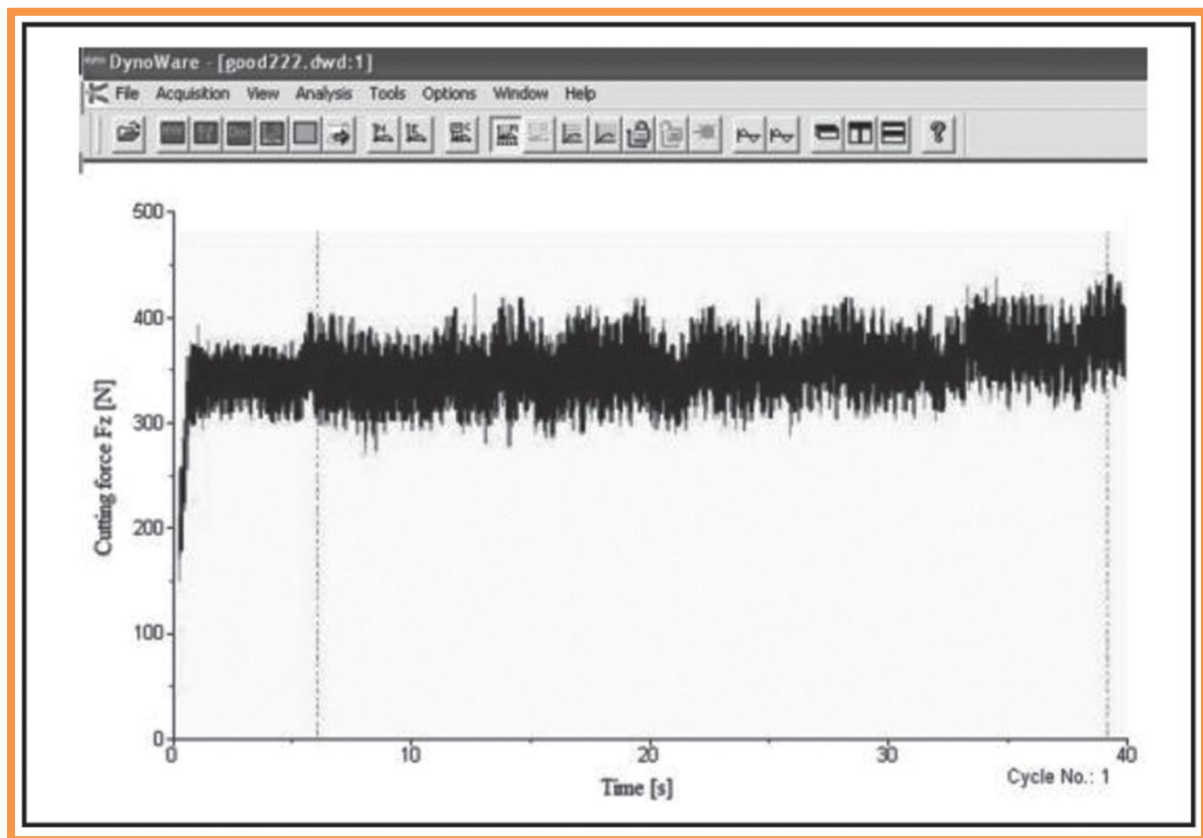 DynoWare - [good222.dwd:1]
File Acquisition View Analysis Tools Options Window Help
500
400
300
200
100
0
Cutting force Fz [N]
0 10 20 30 40
Time [s]
Cycle No.: 1